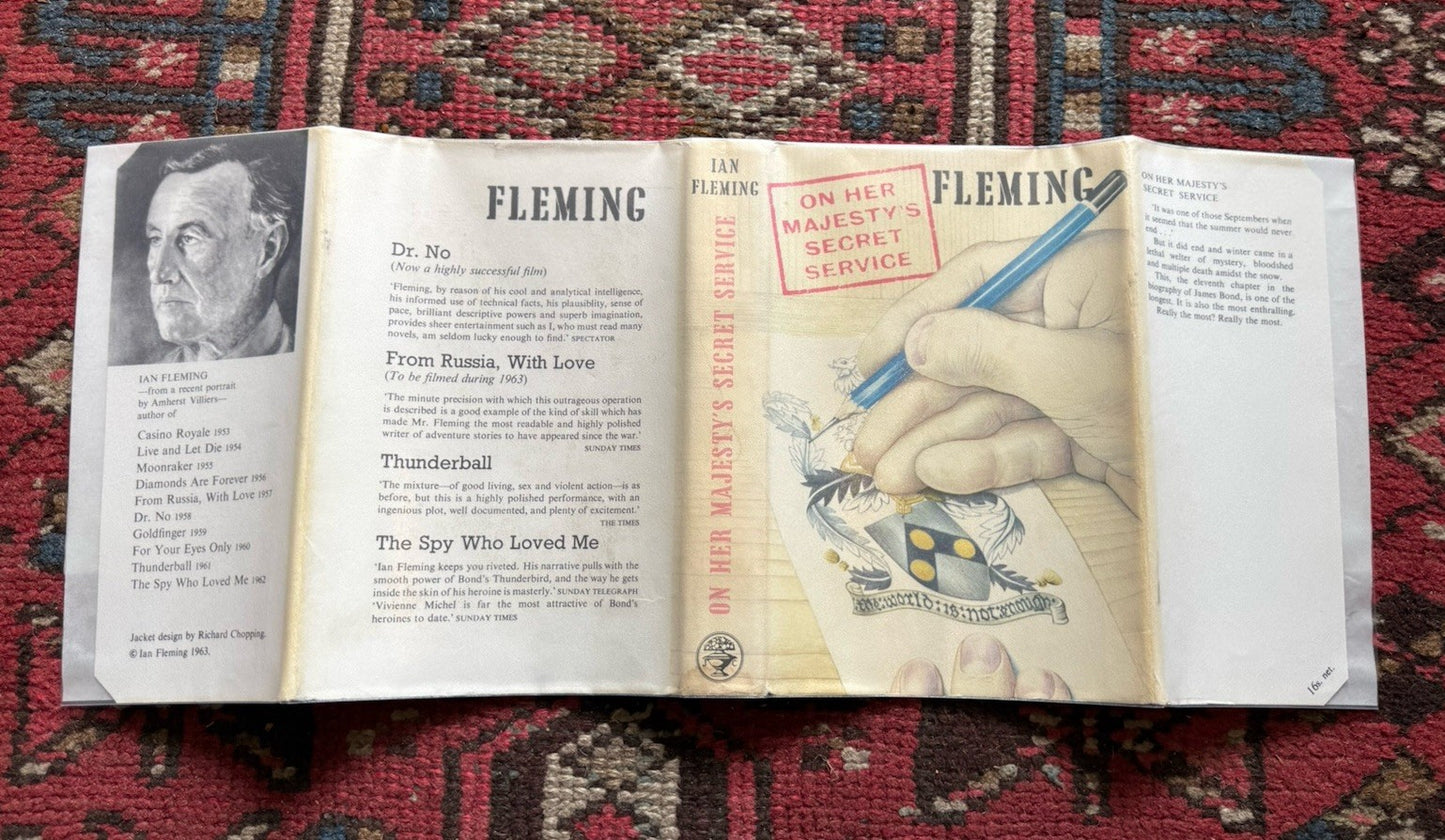 IAN FLEMING
—from a recent portrait
by Amherst Villiers—
author of
Casino Royale 1953
Live and Let Die 1954
Moonraker 1955
Diamonds Are Forever 1956
From Russia, With Love 1957
Dr. No 1958
Goldfinger 1959
For Your Eyes Only 1960
Thunderball 1961
The Spy Who Loved Me 1962
Jacket design by Richard Chopping.
© Ian Fleming 1963.
FLEMING
Dr. No
(Now a highly successful film)
'Fleming, by reason of his cool and analytical intelligence,
his informed use of technical facts, his plausiblity, sense of
pace, brilliant descriptive powers and superb imagination,
provides sheer entertainment such as I, who must read many
novels, am seldom lucky enough to find.' SPECTATOR
From Russia, With Love
(To be filmed during 1963)
'The minute precision with which this outrageous operation
is described is a good example of the kind of skill which has
made Mr. Fleming the most readable and highly polished
writer of adventure stories to have appeared since the war.'
SUNDAY TIMES
Thunderball
'The mixture—of good living, sex and violent action—is as
before, but this is a highly polished performance, with an
ingenious plot, well documented, and plenty of excitement.'
THE TIMES
The Spy Who Loved Me
'Ian Fleming keeps you riveted. His narrative pulls with the
smooth power of Bond's Thunderbird, and the way he gets
inside the skin of his heroine is masterly.' SUNDAY TELEGRAPH
'Vivienne Michel is far the most attractive of Bond's
heroines to date.' SUNDAY TIMES
IAN
FLEMING
ON HER MAJESTY'S SECRET SERVICE
ON HER
MAJESTY'S
SECRET
SERVICE
FLEMING
the:world:is:not:enough
ON HER MAJESTY'S
SECRET SERVICE
'It was one of those Septembers when
it seemed that the summer would never
end . . .'
But it did end and winter came in a
lethal welter of mystery, bloodshed
and multiple death amidst the snow.
This, the eleventh chapter in the
biography of James Bond, is one of the
longest. It is also the most enthralling.
Really the most? Really the most.
16s. net.